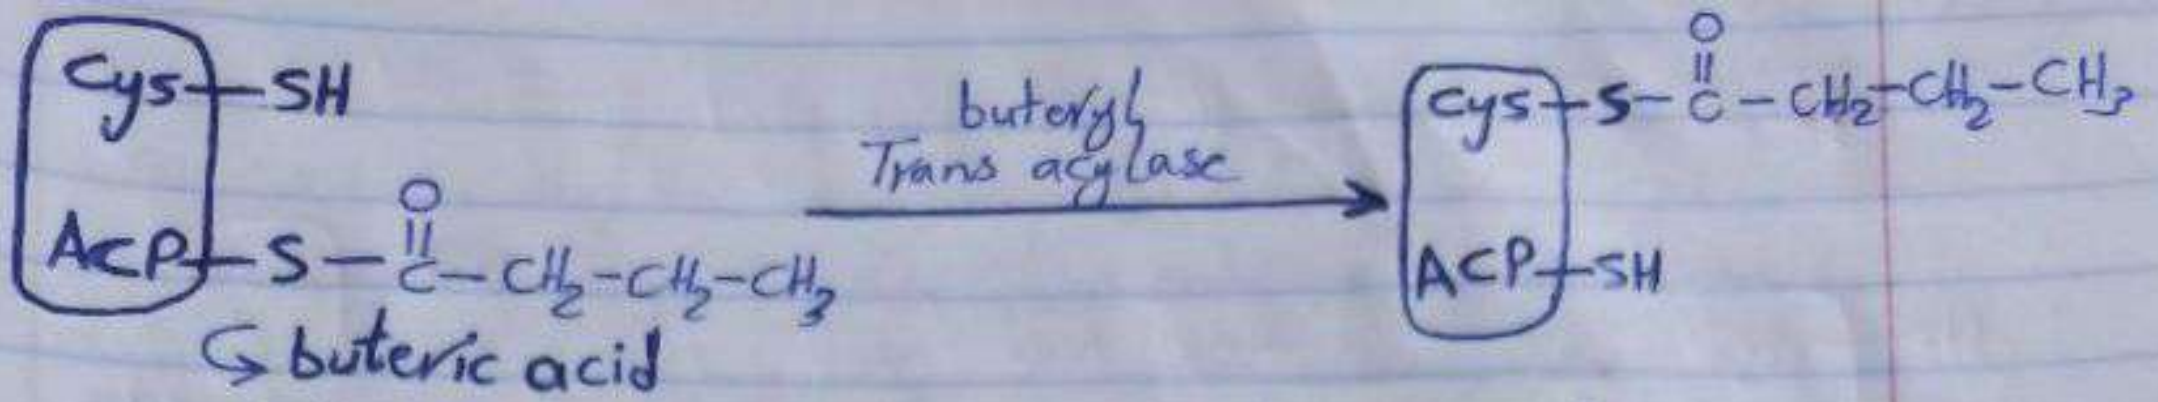 Cys-SH
ACP-S-C-CH2-CH2-CH3
O
buteric acid
buteryl
Trans acylase
O
Cys-S-C-CH2-CH2-CH3
ACP-SH